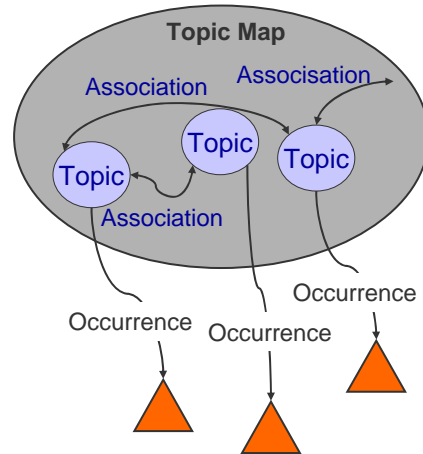 Topic Map
Association
Associsation
Topic
Topic
Topic
Association
Occurrence
Occurrence
Occurrence